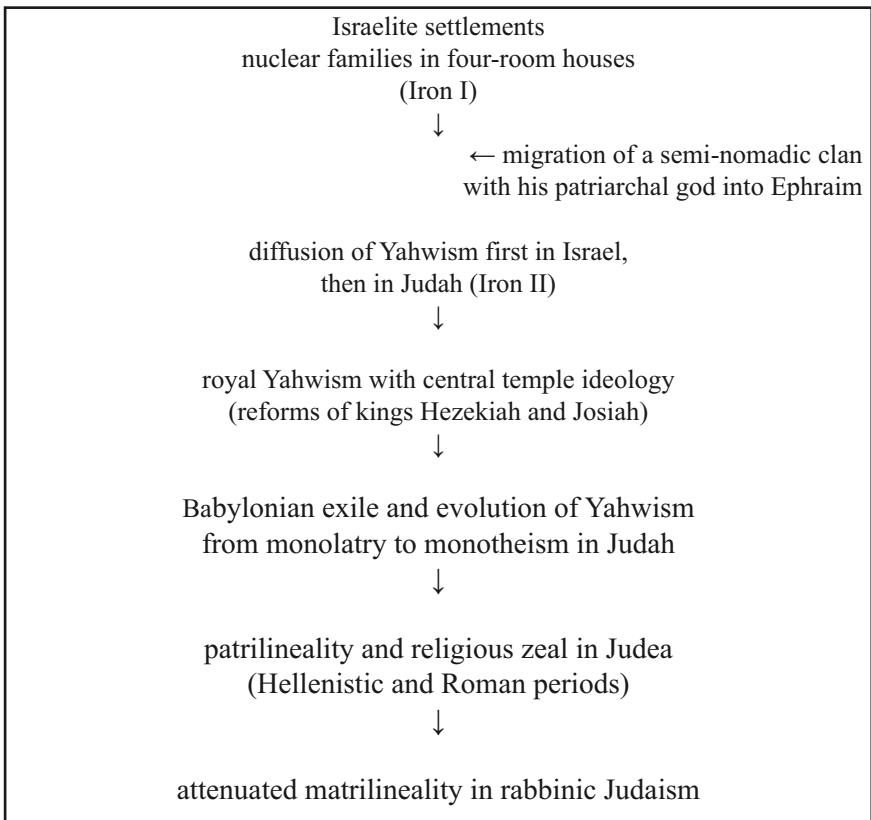 Israelite settlements
nuclear families in four-room houses
(Iron I)
↓
← migration of a semi-nomadic clan
with his patriarchal god into Ephraim
diffusion of Yahwism first in Israel,
then in Judah (Iron II)
↓
royal Yahwism with central temple ideology
(reforms of kings Hezekiah and Josiah)
↓
Babylonian exile and evolution of Yahwism
from monolatry to monotheism in Judah
↓
patrilineality and religious zeal in Judea
(Hellenistic and Roman periods)
↓
attenuated matrilineality in rabbinic Judaism